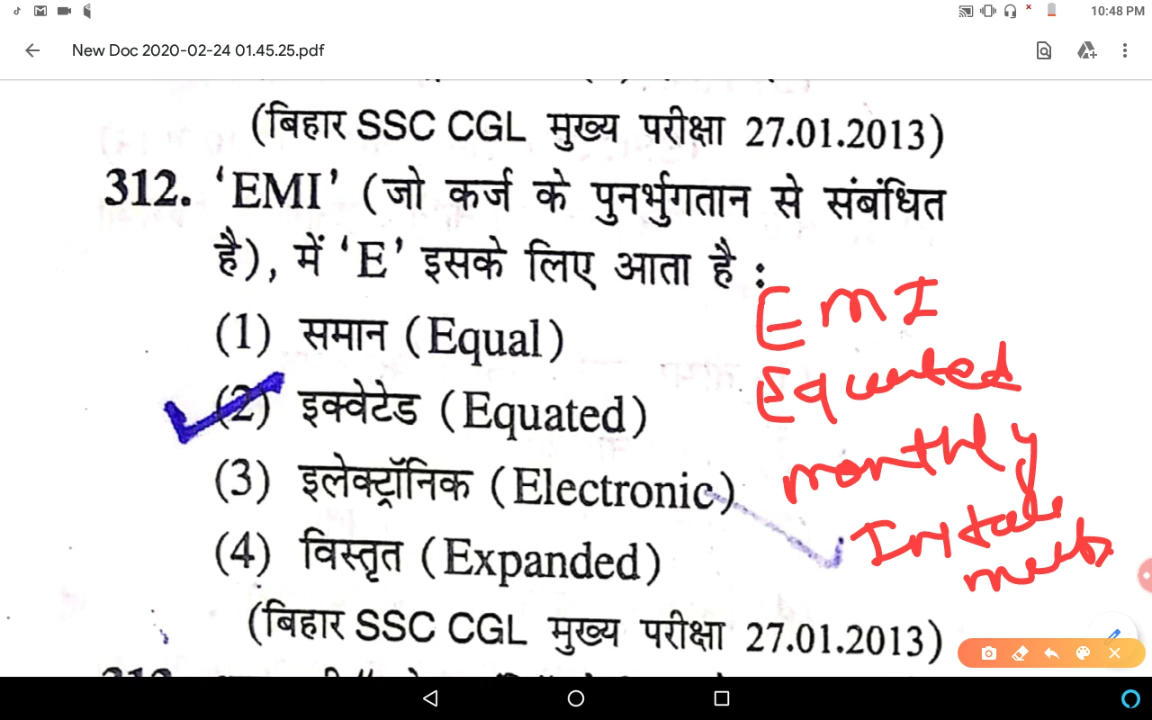 10:48 PM
New Doc 2020-02-24 01.45.25.pdf
(बिहार SSC CGL मुख्य परीक्षा 27.01.2013)
312. ‘EMI’ (जो कर्ज के पुनर्भुगतान से संबंधित
है), में ‘E’ इसके लिए आता है :
(1) समान (Equal)
(2) इक्वेटेड (Equated)
(3) इलेक्ट्रॉनिक (Electronic)
(4) विस्तृत (Expanded)
(बिहार SSC CGL मुख्य परीक्षा 27.01.2013)
EMI
Equated
monthly